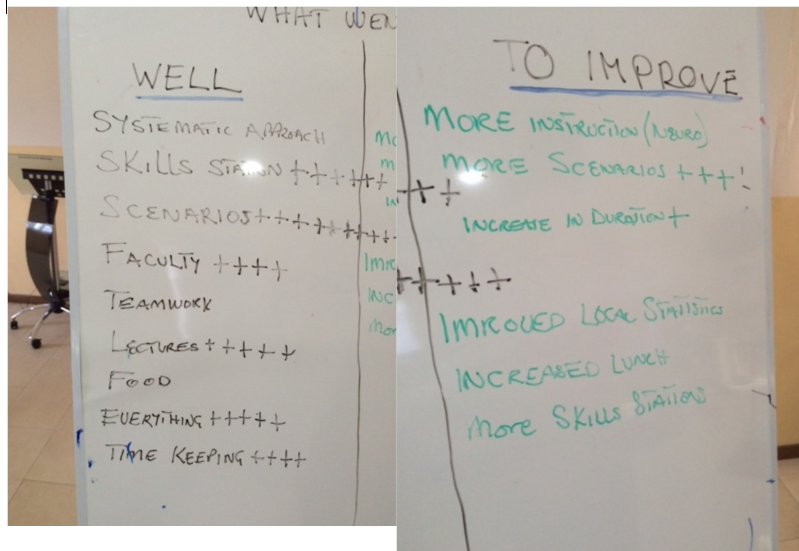 WHAT WEN
WELL
SYSTEMATIC APPROACH
SKILLS STATION ++++++
SCENARIOS ++++++++++
FACULTY ++++
TEAMWORK
LECTURES +++++
FOOD
EVERYTHING +++++
TIME KEEPING ++++
TO IMPROVE
MORE INSTRUCTION (NEURO)
MORE SCENARIOS +++
INCREASE IN DURATION +
IMROVED LOCAL STATISTICS
INCREASED LUNCH
More SKILLS STATIONS